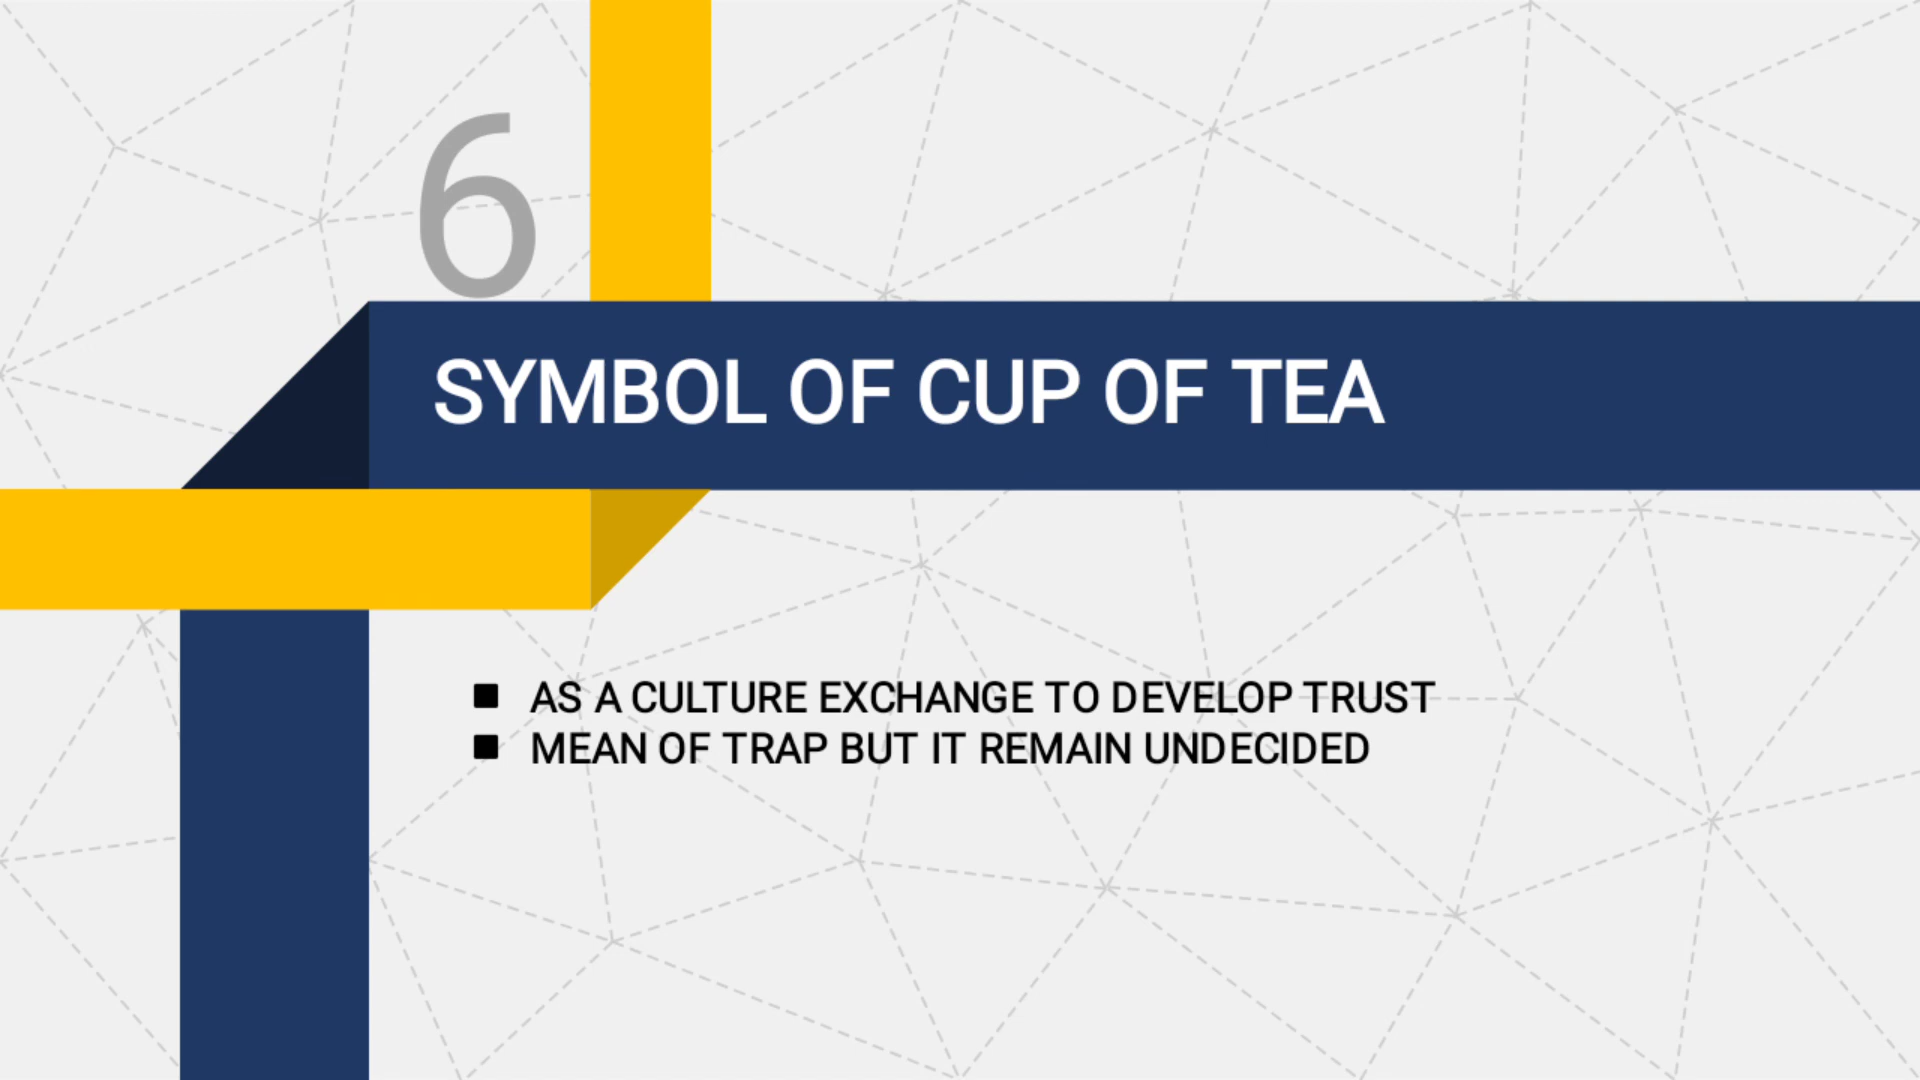 6
SYMBOL OF CUP OF TEA
AS A CULTURE EXCHANGE TO DEVELOP TRUST
MEAN OF TRAP BUT IT REMAIN UNDECIDED